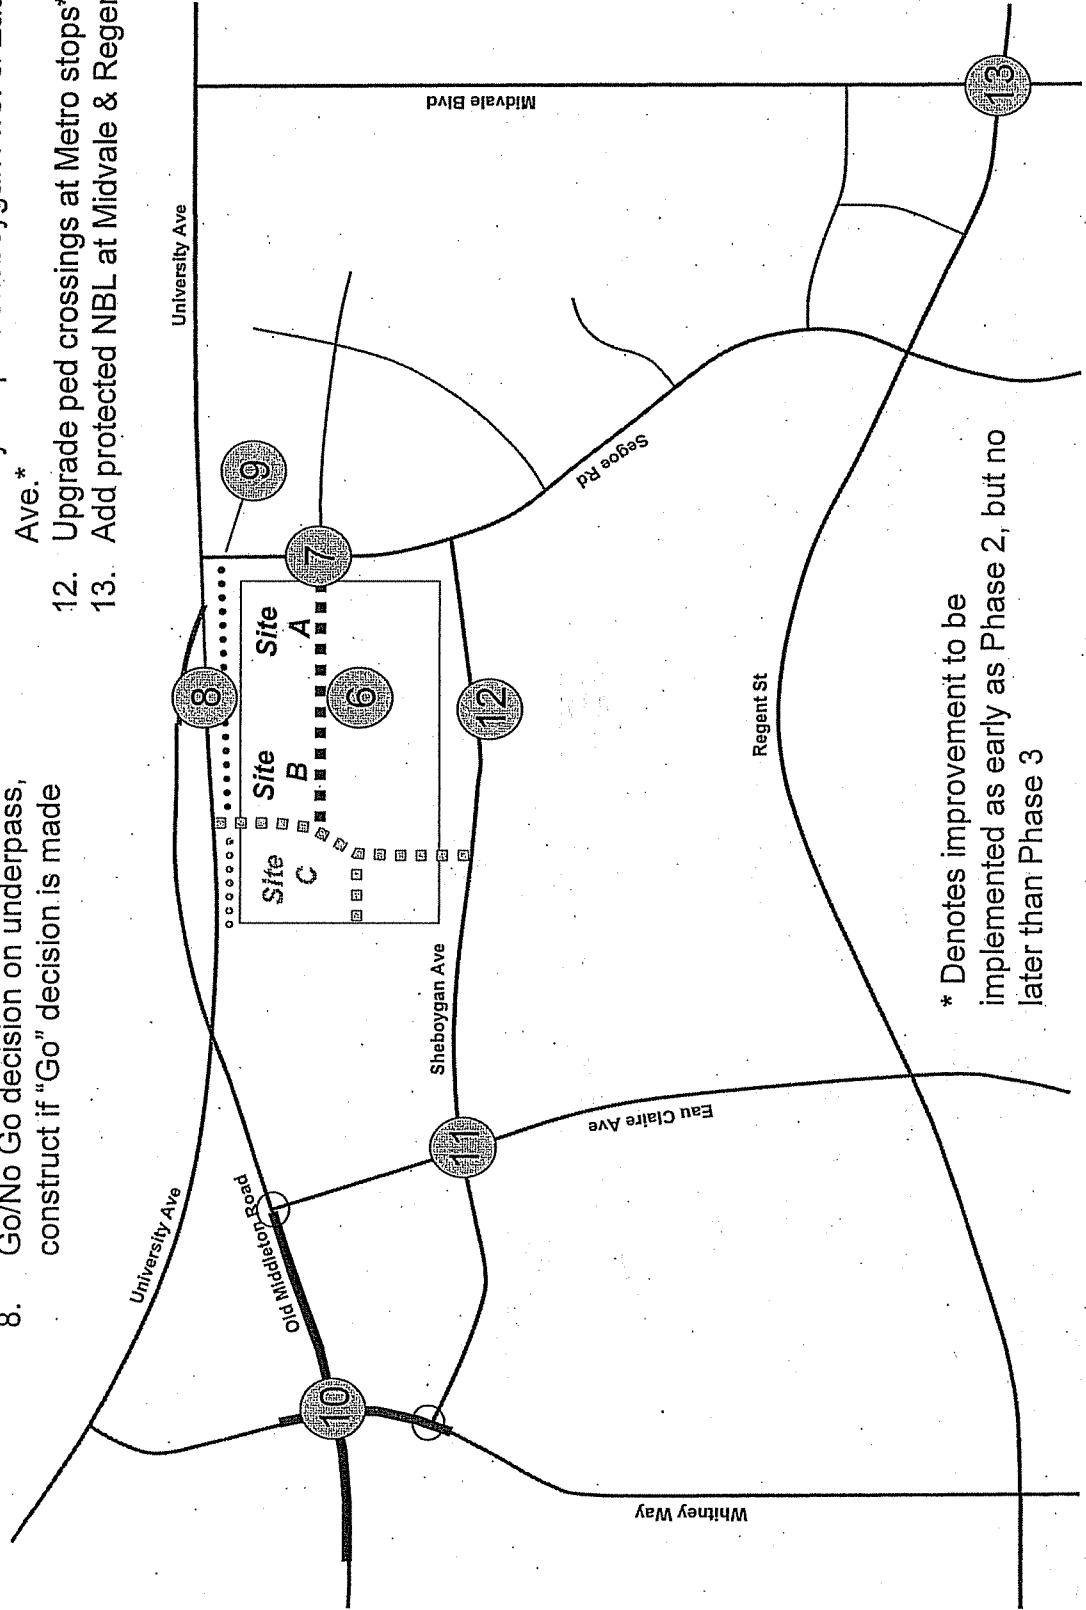 8. Go/No Go decision on underpass,
construct if "Go" decision is made
Ave.*
12. Upgrade ped crossings at Metro stops*
13. Add protected NBL at Midvale &
University Ave
University Ave
Old Middleton Road
Midvale Blvd
Segoe Rd
Sheboygan Ave
Eau Claire Ave
Whitney Way
Regent St
Site
A
Site
B
Site
C
6
7
8
9
10
11
12
13
* Denotes improvement to be
implemented as early as Phase 2, but no
later than Phase 3